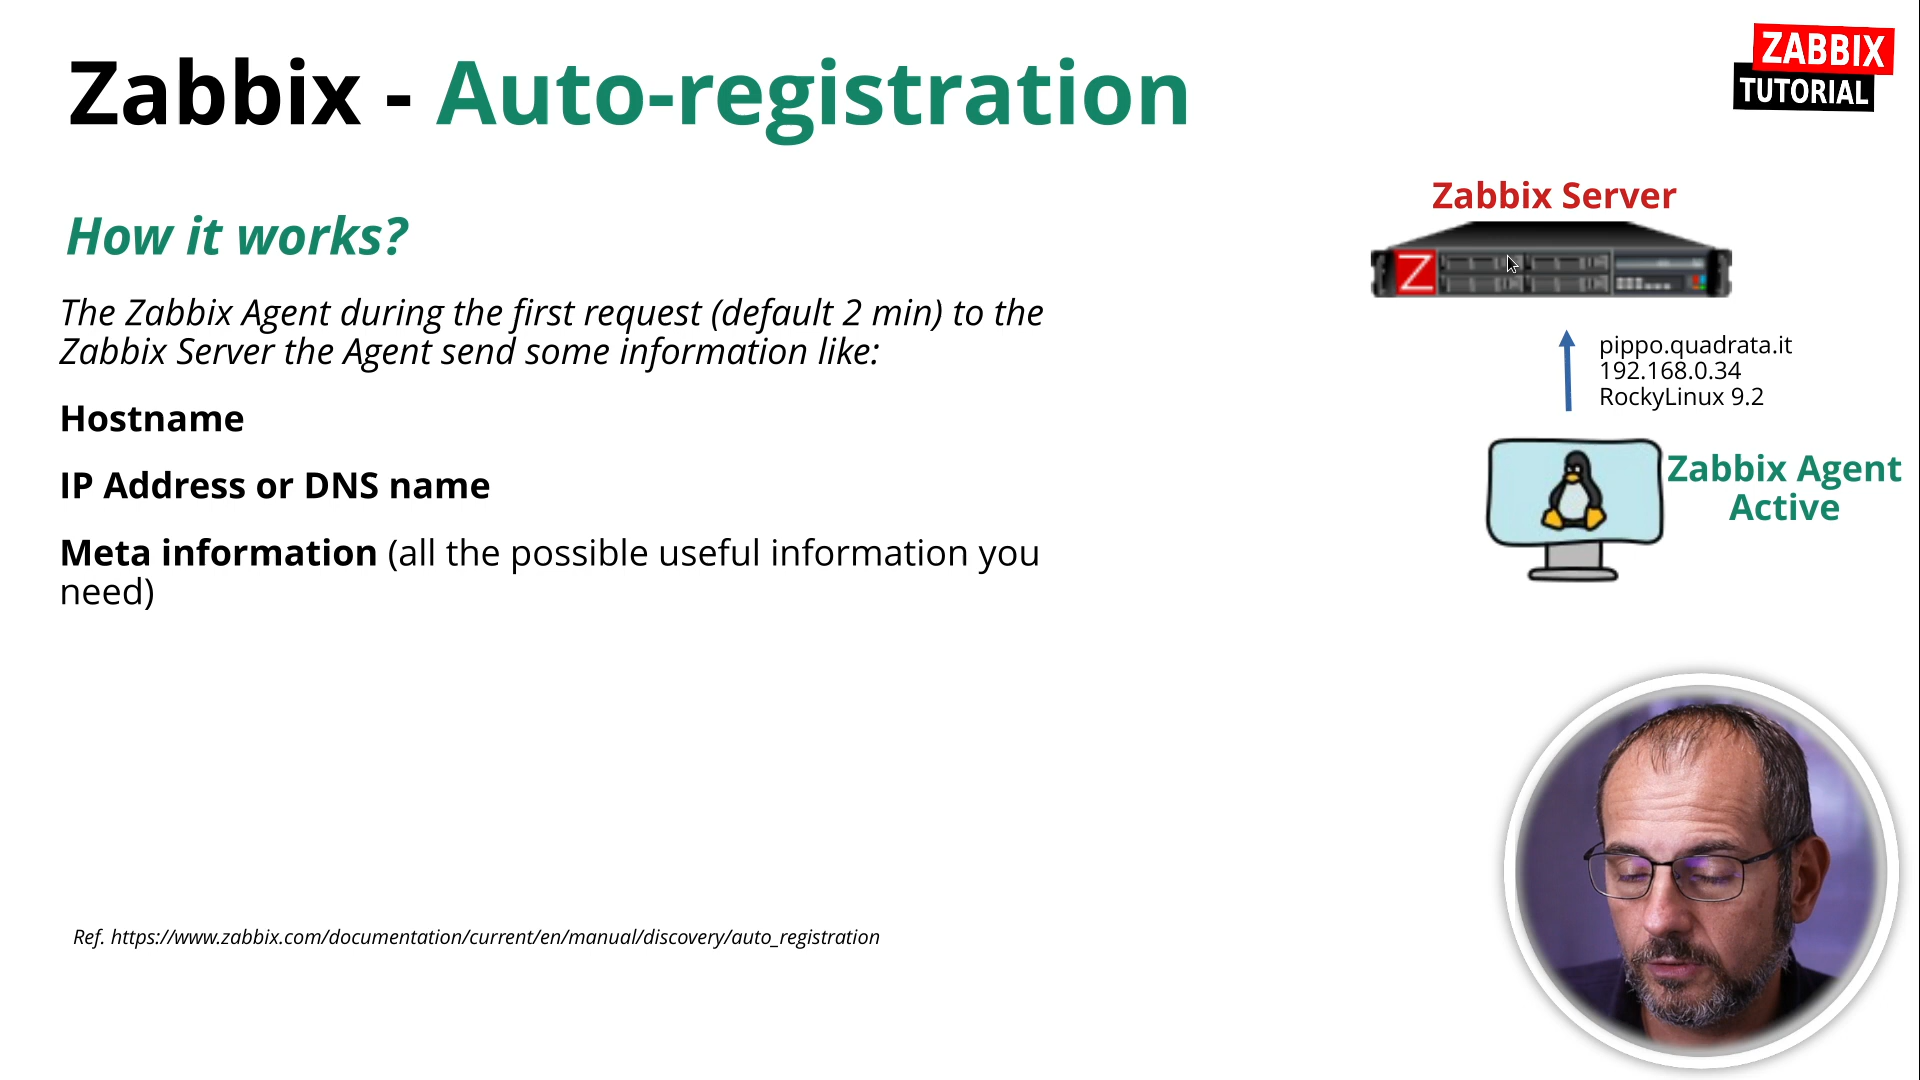 Zabbix - Auto-registration
ZABBIX
TUTORIAL
How it works?
The Zabbix Agent during the first request (default 2 min) to the
Zabbix Server the Agent send some information like:
Hostname
IP Address or DNS name
Meta information (all the possible useful information you
need)
Zabbix Server
Z
pippo.quadrata.it
192.168.0.34
RockyLinux 9.2
Zabbix Agent
Active
Ref. https://www.zabbix.com/documentation/current/en/manual/discovery/auto_registration